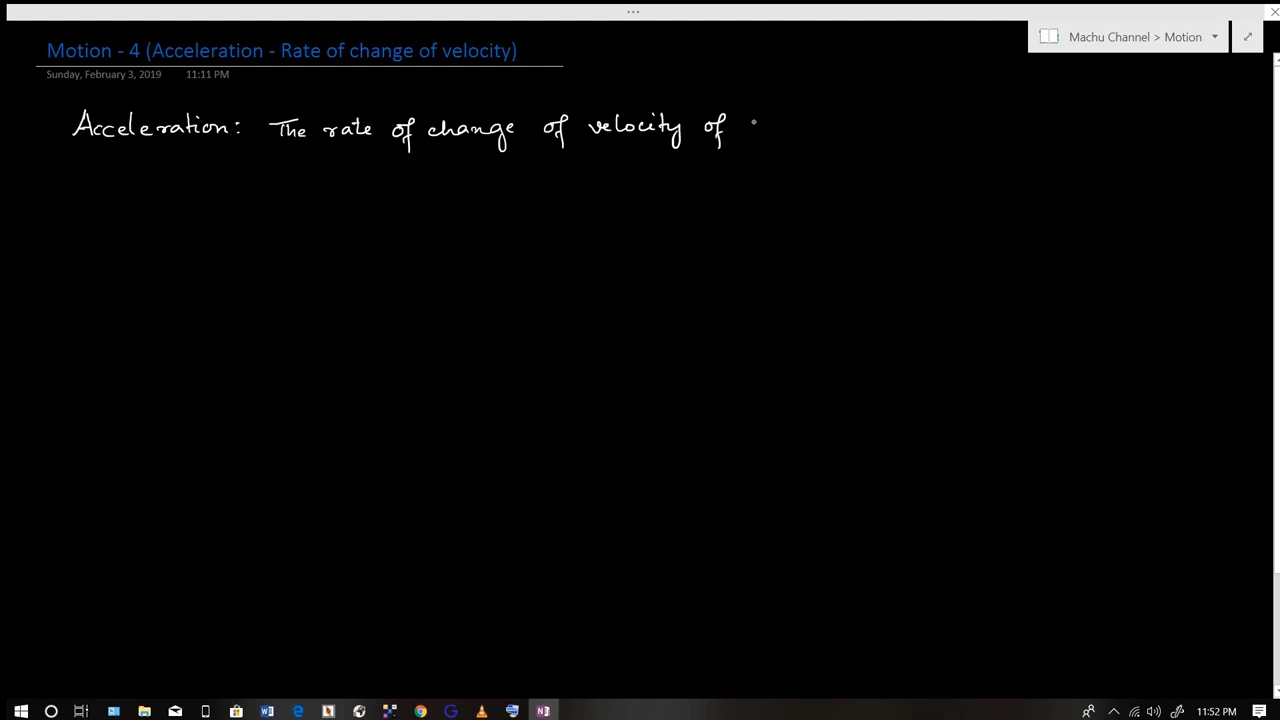 Machu Channel > Motion
Motion - 4 (Acceleration - Rate of change of velocity)
Sunday, February 3, 2019 11:11 PM
Acceleration: The rate of change of velocity of
11:52 PM